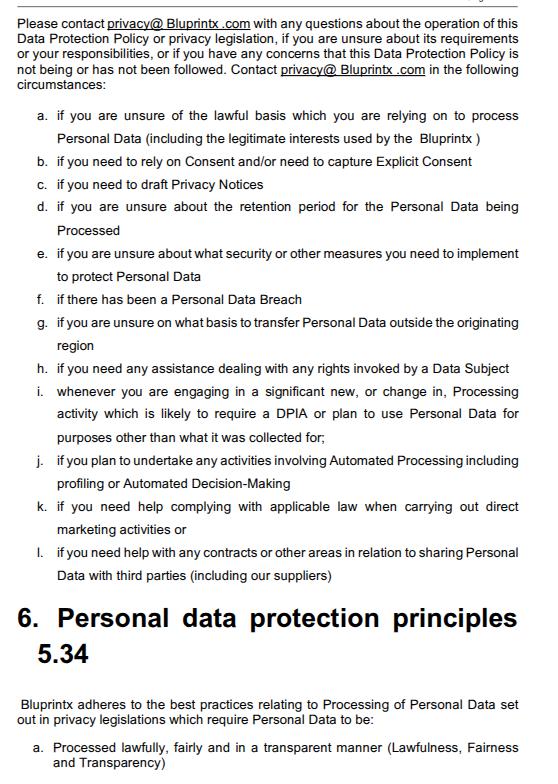 Please contact privacy@ Bluprintx .com with any questions about the operation of this
Data Protection Policy or privacy legislation, if you are unsure about its requirements
or your responsibilities, or if you have any concerns that this Data Protection Policy is
not being or has not been followed. Contact privacy@ Bluprintx .com in the following
circumstances:
a. if you are unsure of the lawful basis which you are relying on to process
Personal Data (including the legitimate interests used by the Bluprintx )
b. if you need to rely on Consent and/or need to capture Explicit Consent
c. if you need to draft Privacy Notices
d. if you are unsure about the retention period for the Personal Data being
Processed
e. if you are unsure about what security or other measures you need to implement
to protect Personal Data
f. if there has been a Personal Data Breach
g. if you are unsure on what basis to transfer Personal Data outside the originating
region
h. if you need any assistance dealing with any rights invoked by a Data Subject
i. whenever you are engaging in a significant new, or change in, Processing
activity which is likely to require a DPIA or plan to use Personal Data for
purposes other than what it was collected for;
j. if you plan to undertake any activities involving Automated Processing including
profiling or Automated Decision-Making
k. if you need help complying with applicable law when carrying out direct
marketing activities or
l. if you need help with any contracts or other areas in relation to sharing Personal
Data with third parties (including our suppliers)
6. Personal data protection principles
5.34
Bluprintx adheres to the best practices relating to Processing of Personal Data set
out in privacy legislations which require Personal Data to be:
a. Processed lawfully, fairly and in a transparent manner (Lawfulness, Fairness
and Transparency)